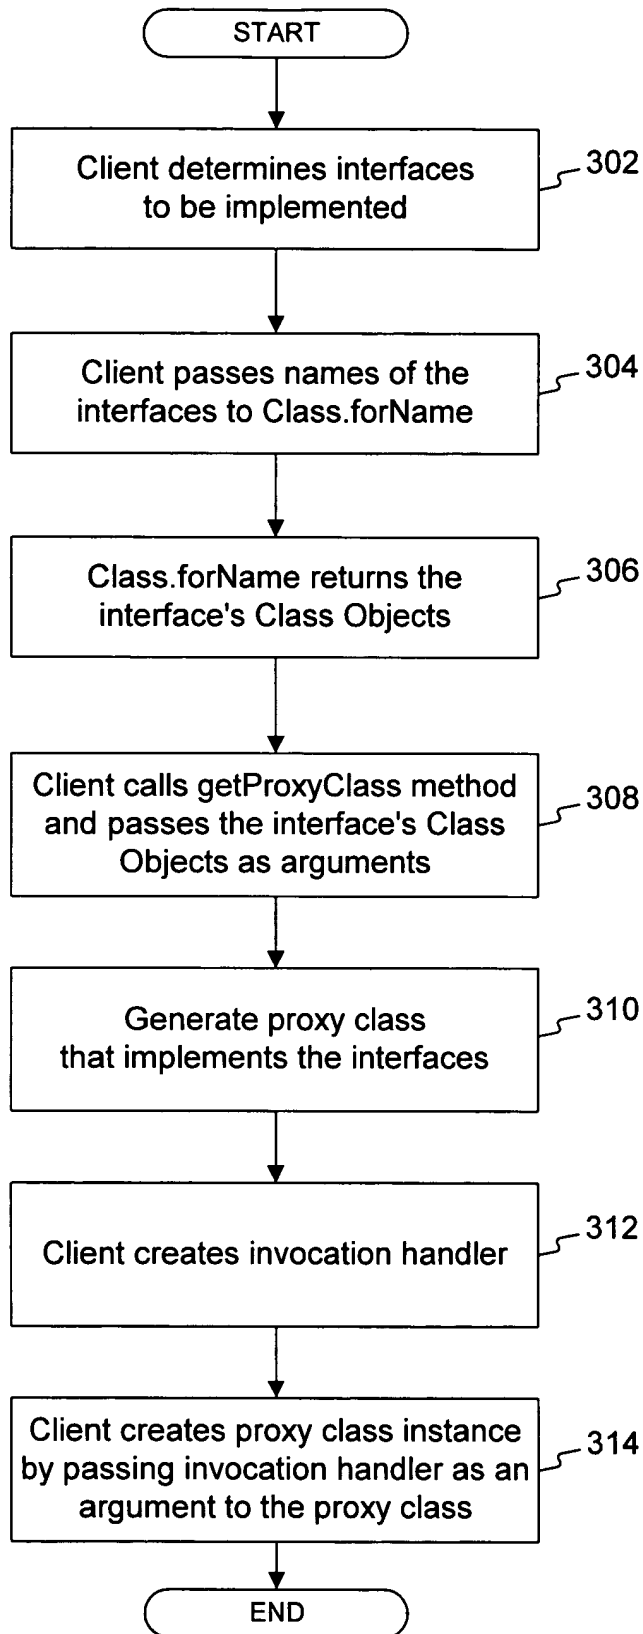 START
Client determines interfaces
to be implemented
302
Client passes names of the
interfaces to Class.forName
304
Class.forName returns the
interface's Class Objects
306
Client calls getProxyClass method
and passes the interface's Class
Objects as arguments
308
Generate proxy class
that implements the interfaces
310
Client creates invocation handler
312
Client creates proxy class instance
by passing invocation handler as an
argument to the proxy class
314
END